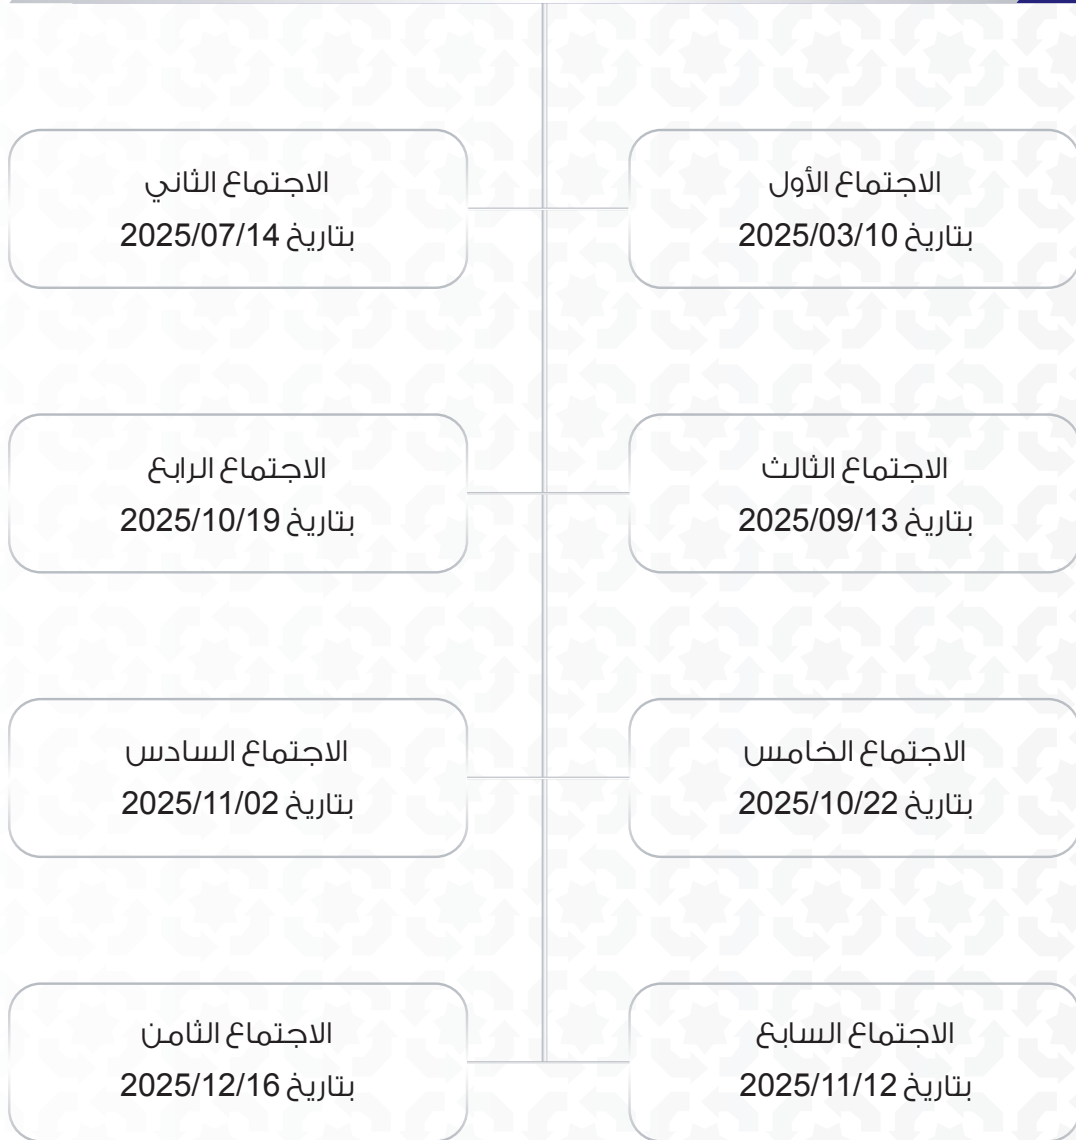 الاجتماع الأول
بتاريخ 2025/03/10
الاجتماع الثاني
بتاريخ 2025/07/14
الاجتماع الثالث
بتاريخ 2025/09/13
الاجتماع الرابع
بتاريخ 2025/10/19
الاجتماع الخامس
بتاريخ 2025/10/22
الاجتماع السادس
بتاريخ 2025/11/02
الاجتماع السابع
بتاريخ 2025/11/12
الاجتماع الثامن
بتاريخ 2025/12/16